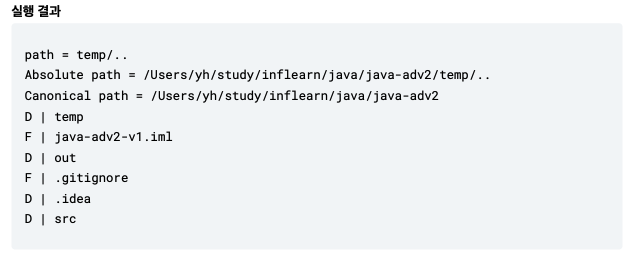 실행 결과
path = temp/..
Absolute path = /Users/yh/study/inflearn/java/java-adv2/temp/..
Canonical path = /Users/yh/study/inflearn/java/java-adv2
D | temp
F | java-adv2-v1.iml
D | out
F | .gitignore
D | .idea
D | src